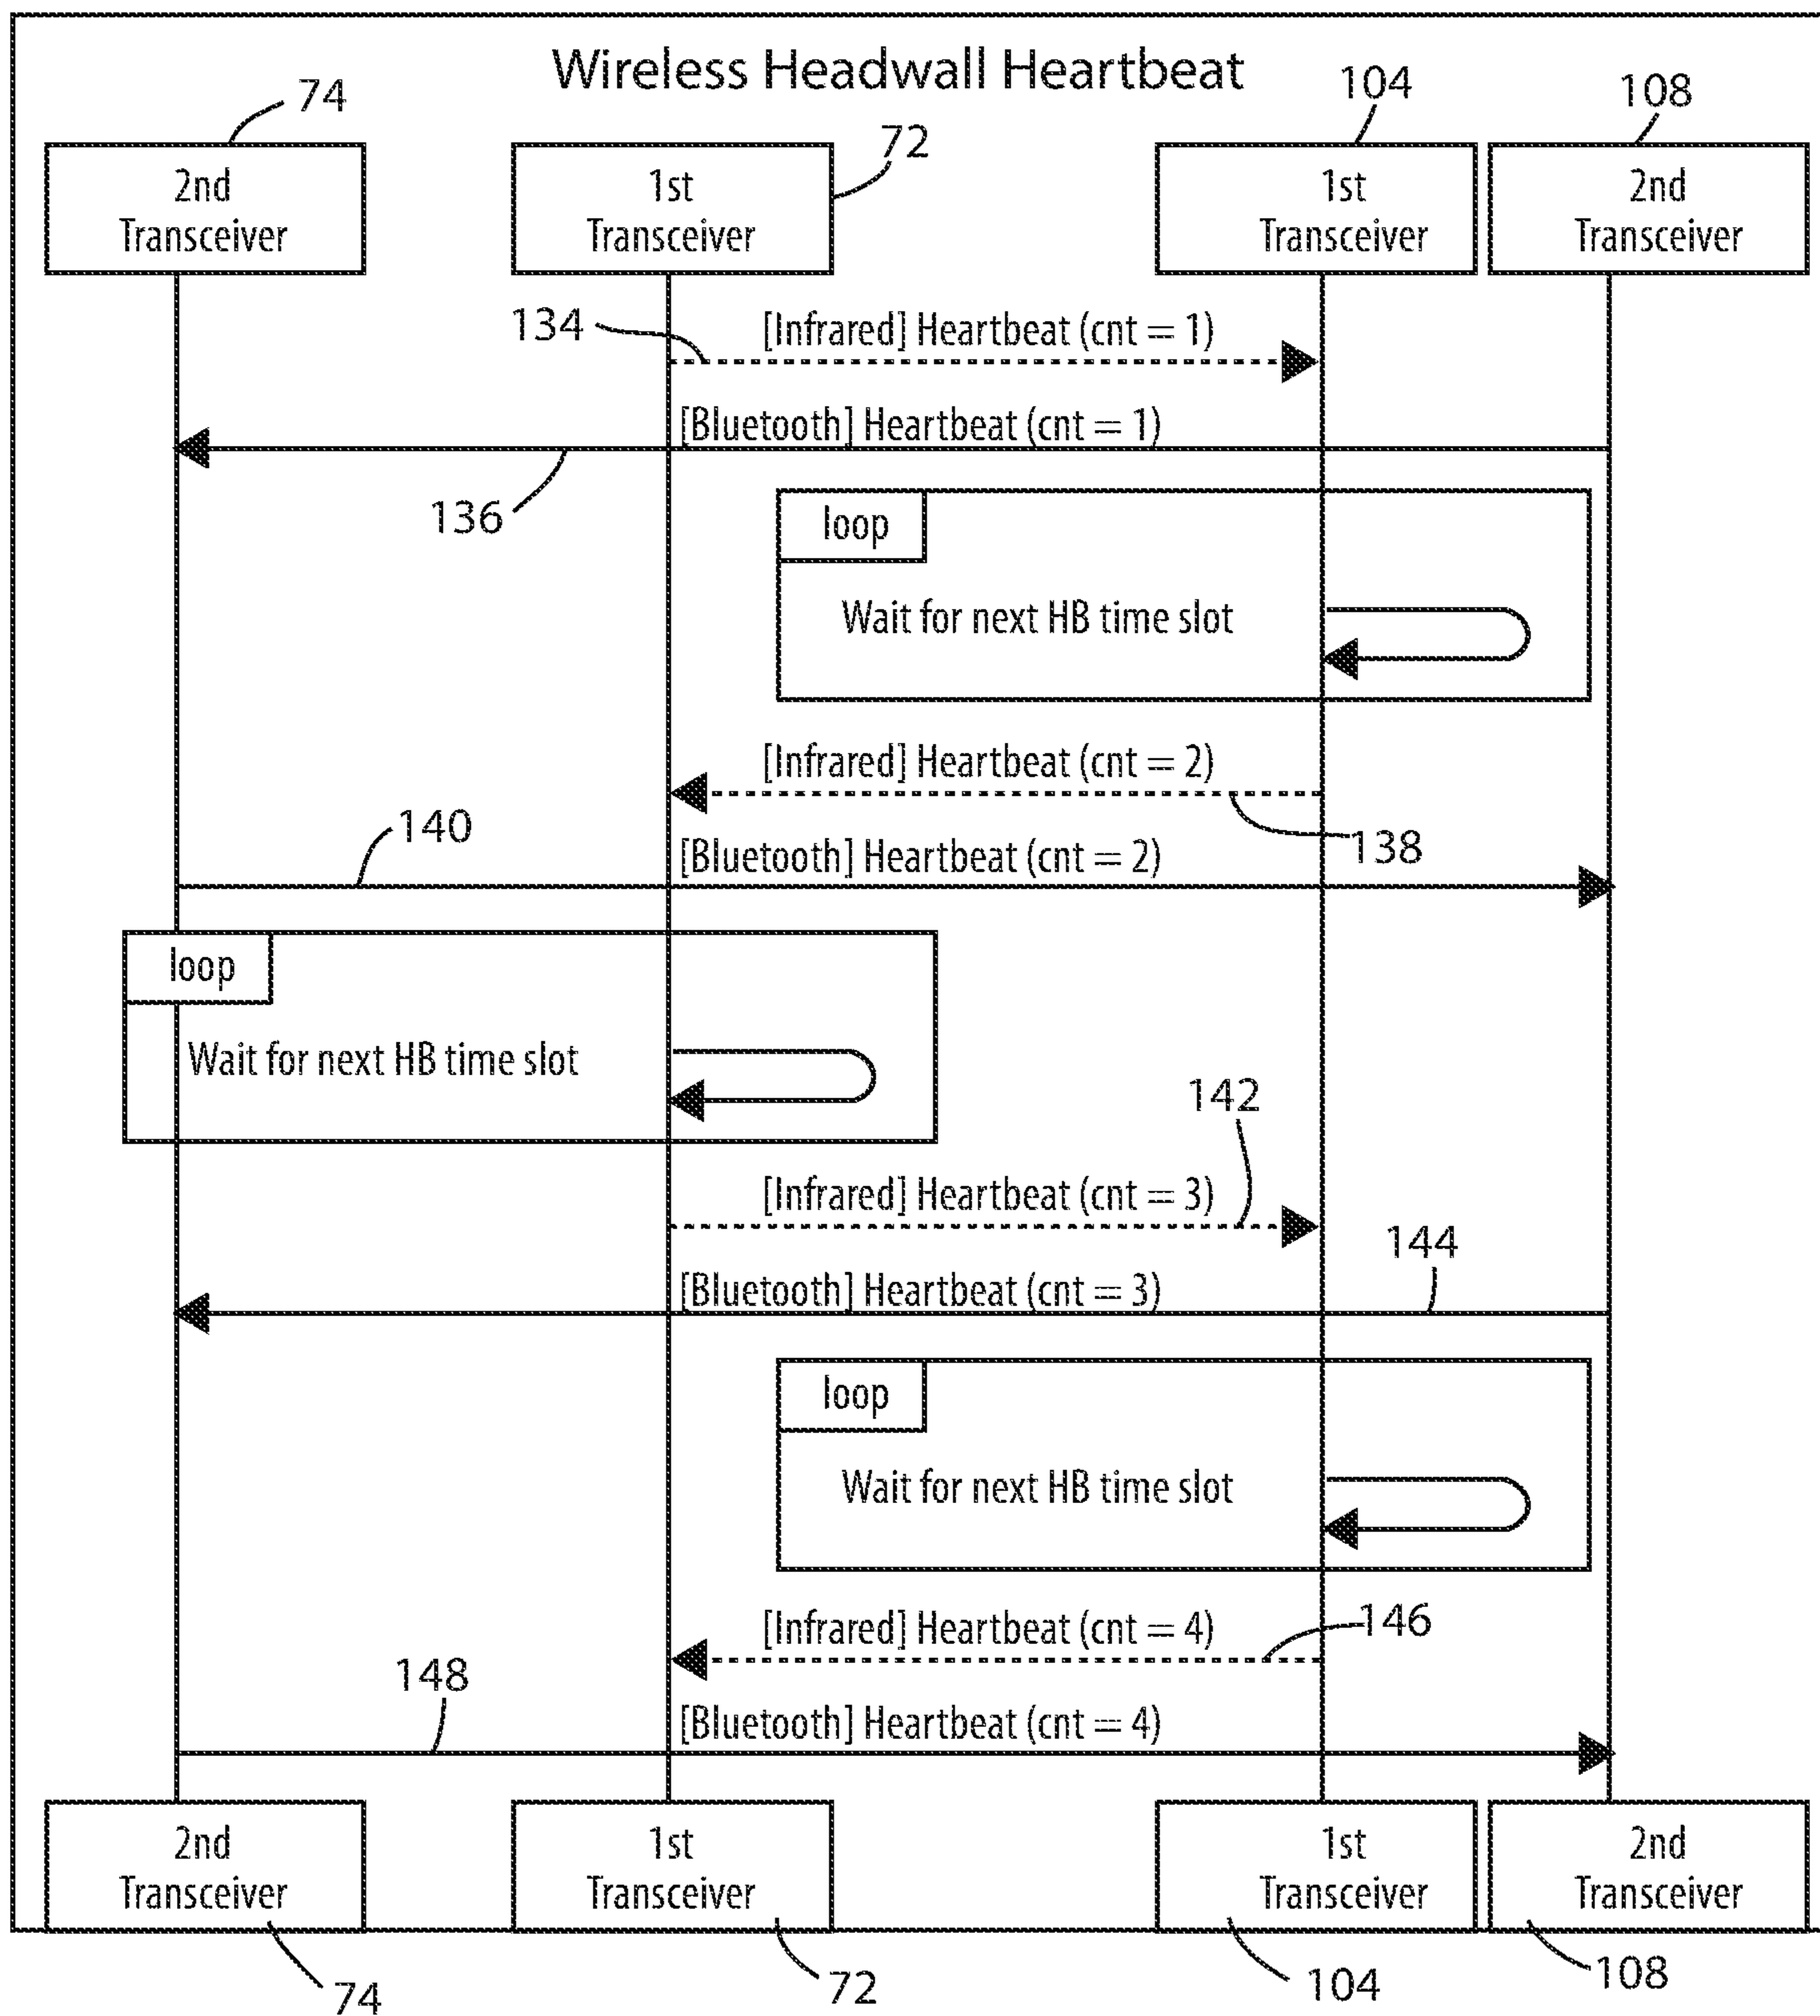 Wireless Headwall Heartbeat
74
72
104
108
2nd
Transceiver
1st
Transceiver
1st
Transceiver
2nd
Transceiver
134
[Infrared] Heartbeat (cnt = 1)
[Bluetooth] Heartbeat (cnt = 1)
136
loop
Wait for next HB time slot
[Infrared] Heartbeat (cnt = 2)
138
140
[Bluetooth] Heartbeat (cnt = 2)
loop
Wait for next HB time slot
142
[Infrared] Heartbeat (cnt = 3)
144
[Bluetooth] Heartbeat (cnt = 3)
loop
Wait for next HB time slot
[Infrared] Heartbeat (cnt = 4)
146
148
[Bluetooth] Heartbeat (cnt = 4)
2nd
Transceiver
1st
Transceiver
1st
Transceiver
2nd
Transceiver
74
72
104
108